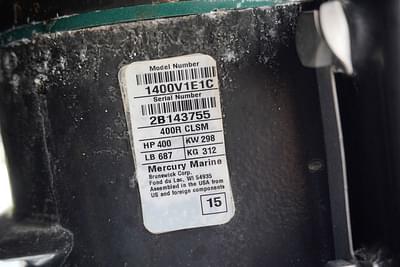 Model Number
1400V1E1C
Serial Number
2B143755
400R CLSM
HP 400 KW 298
LB 687 KG 312
Mercury Marine
Brunswick Corp.
Fond du Lac, WI 54935
Assembled in the USA from
US and foreign components
15